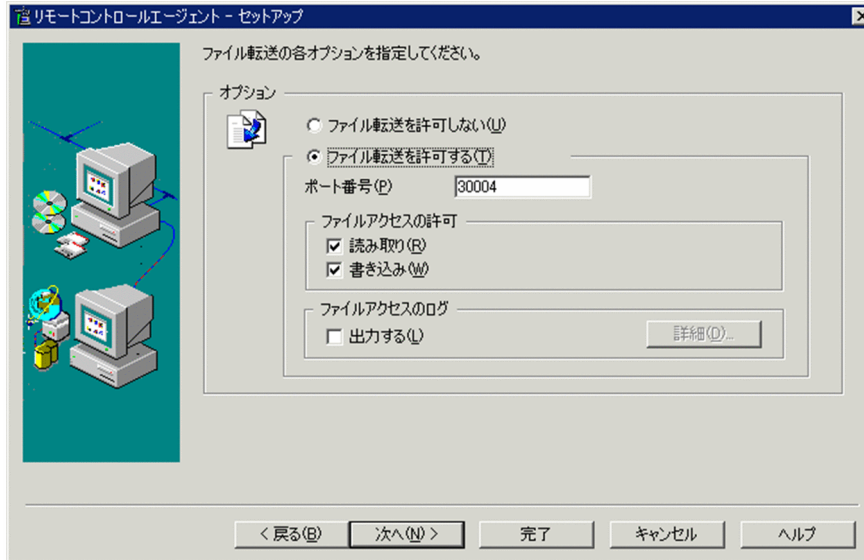 リモートコントロールエージェント - セットアップ
ファイル転送の各オプションを指定してください。
オプション
ファイル転送を許可しない(U)
ファイル転送を許可する(T)
ポート番号(P) 30004
ファイルアクセスの許可
読み取り(R)
書き込み(W)
ファイルアクセスのログ
出力する(L) 詳細(D)...
< 戻る(B) 次へ(N) > 完了 キャンセル ヘルプ